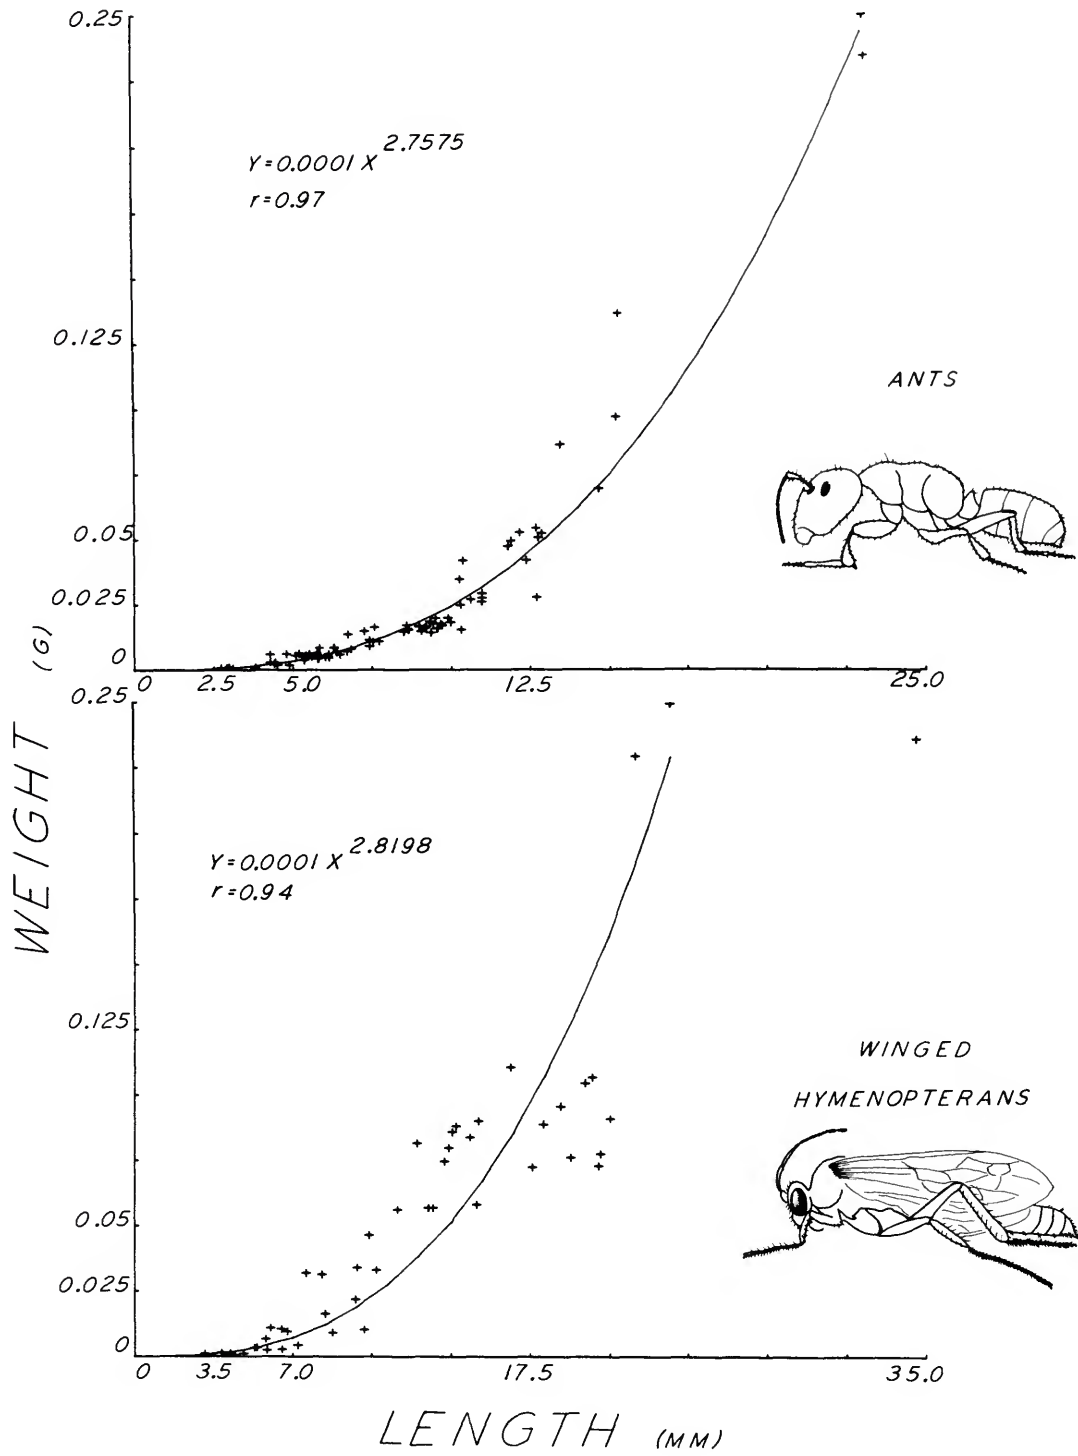 0.25
Y=0.0001 X^2.7575
r=0.97
0.125
ANTS
0.05
0.025
0
0 2.5 5.0 12.5 25.0
WEIGHT (G)
0.25
Y=0.0001 X^2.8198
r=0.94
0.125
WINGED
HYMENOPTERANS
0.05
0.025
0
0 3.5 7.0 17.5 35.0
LENGTH (MM)